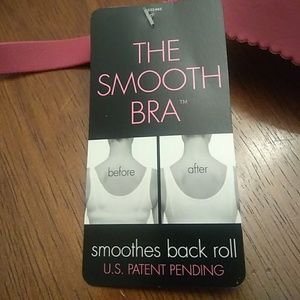 THE
SMOOTH
BRA™
before after
smoothes back roll
U.S. PATENT PENDING